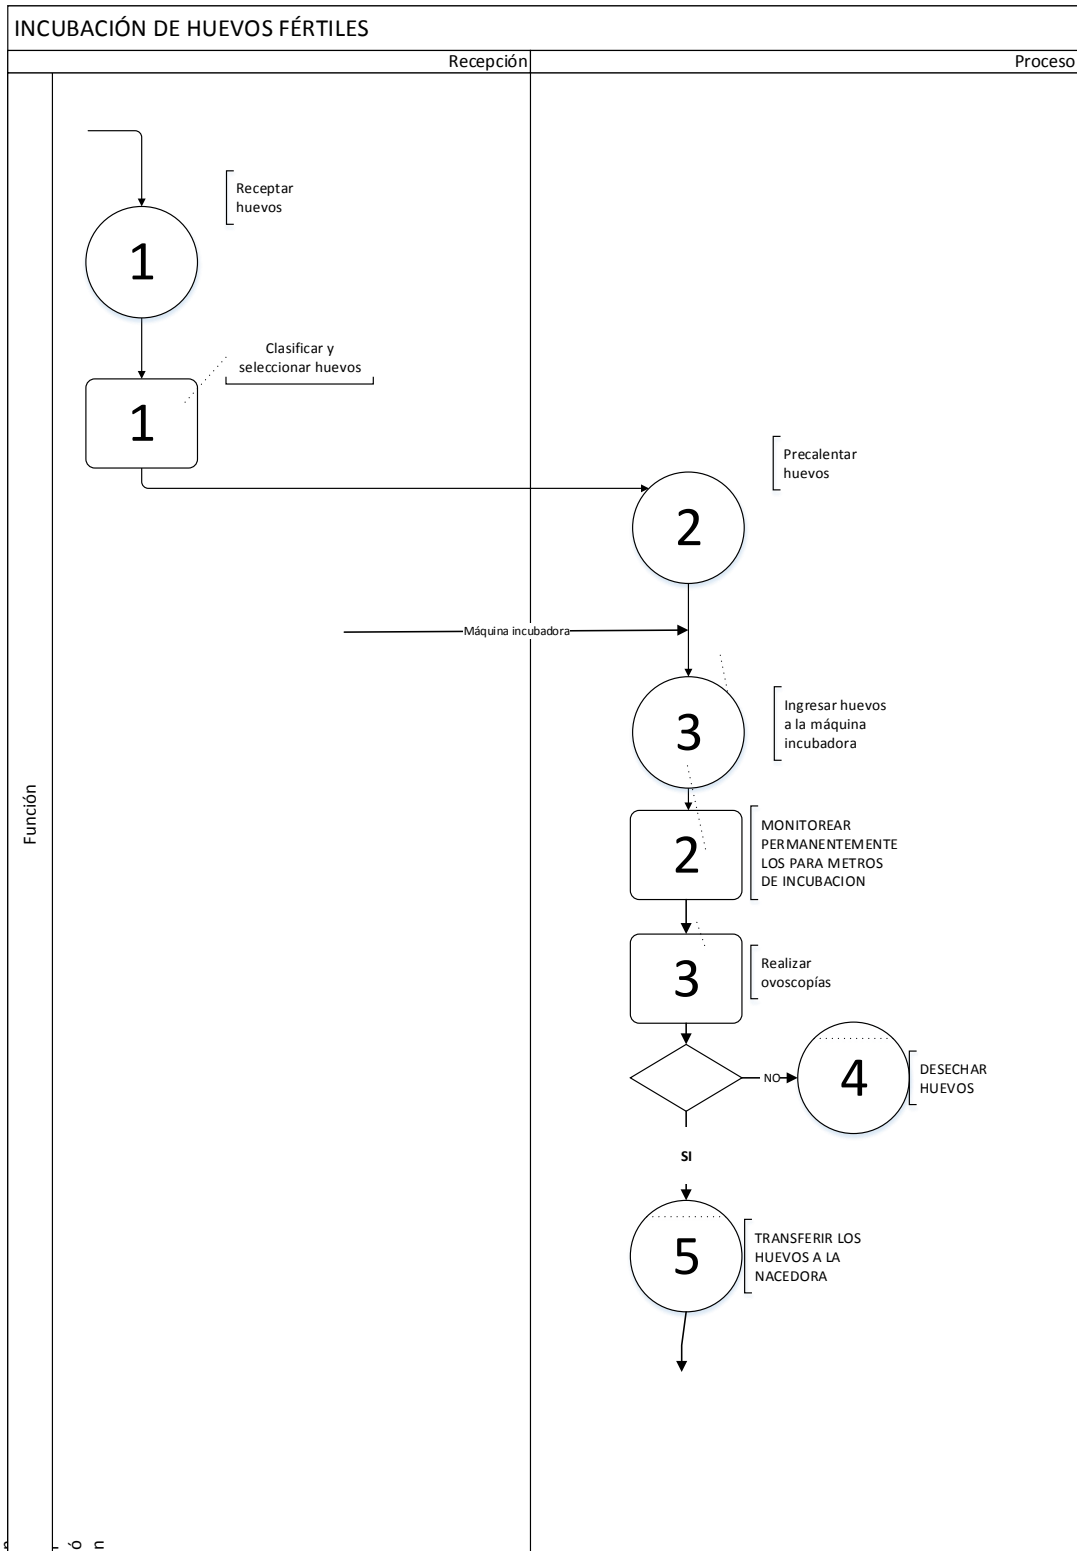 INCUBACIÓN DE HUEVOS FÉRTILES
Recepción
Proceso
Función
Receptar
huevos
1
Clasificar y
seleccionar huevos
1
Precalentar
huevos
2
Máquina incubadora
Ingresar huevos
a la máquina
incubadora
3
MONITOREAR
PERMANENTEMENTE
LOS PARA METROS
DE INCUBACION
2
Realizar
ovoscopías
3
NO
4
DESECHAR
HUEVOS
SI
5
TRANSFERIR LOS
HUEVOS A LA
NACEDORA